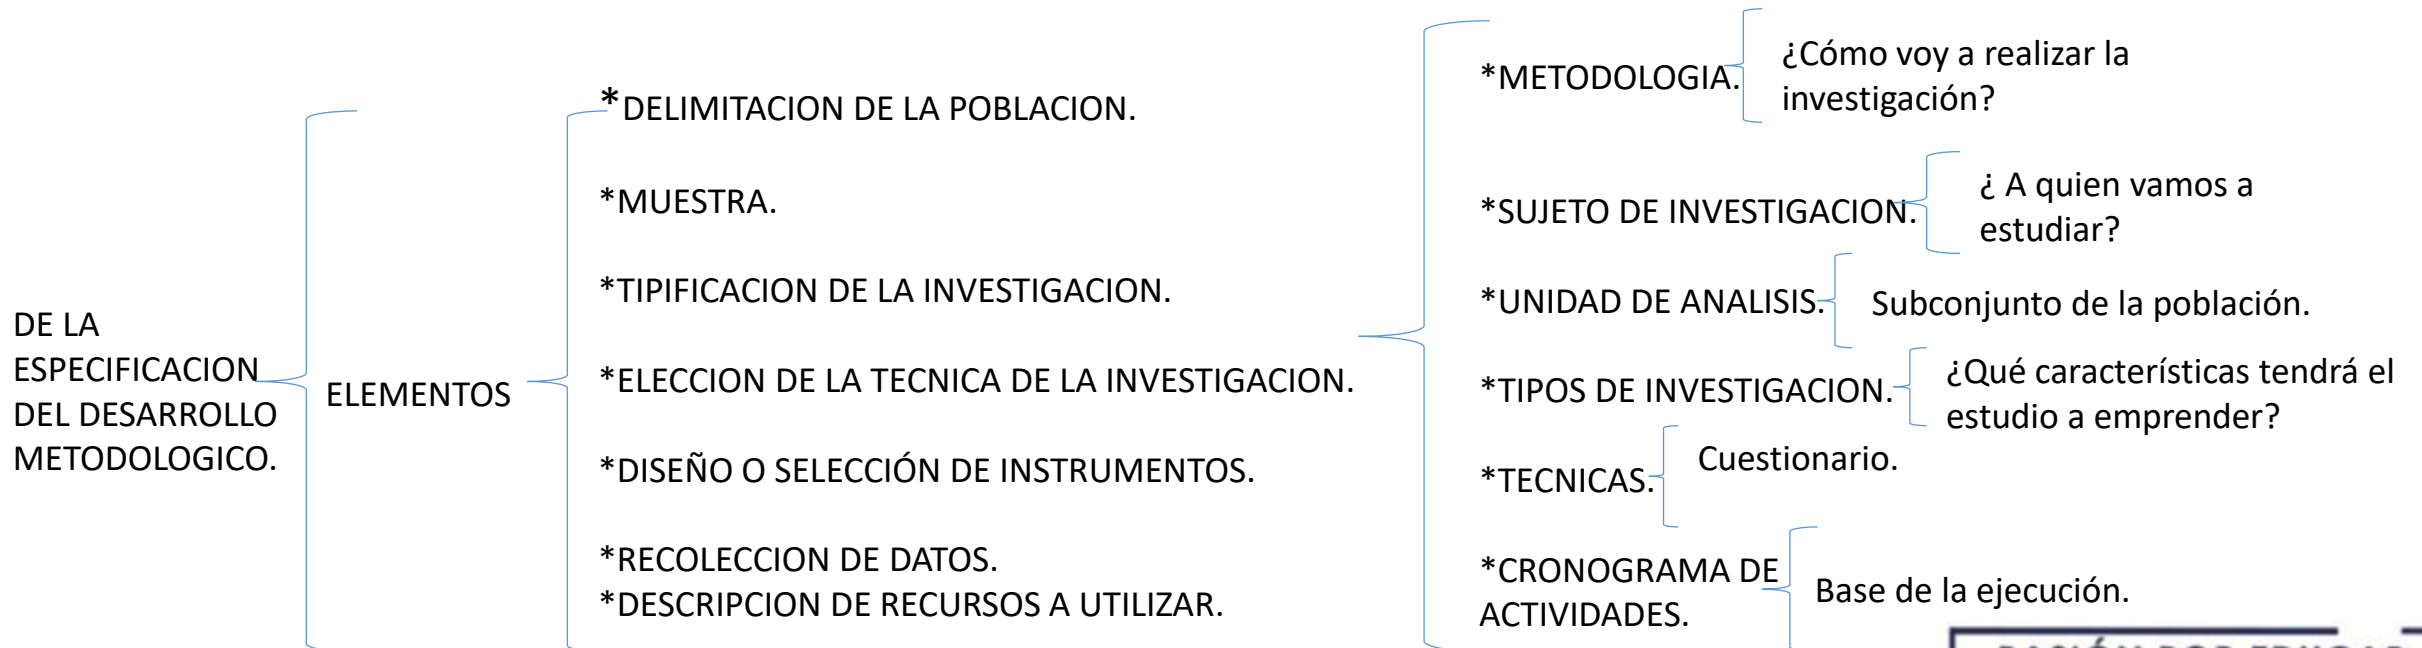 DE LA
ESPECIFICACION
DEL DESARROLLO
METODOLOGICO.
ELEMENTOS
*DELIMITACION DE LA POBLACION.
*MUESTRA.
*TIPIFICACION DE LA INVESTIGACION.
*ELECCION DE LA TECNICA DE LA INVESTIGACION.
*DISEÑO O SELECCIÓN DE INSTRUMENTOS.
*RECOLECCION DE DATOS.
*DESCRIPCION DE RECURSOS A UTILIZAR.
*METODOLOGIA.
¿Cómo voy a realizar la
investigación?
*SUJETO DE INVESTIGACION.
¿ A quien vamos a
estudiar?
*UNIDAD DE ANALISIS.
Subconjunto de la población.
*TIPOS DE INVESTIGACION.
¿Qué características tendrá el
estudio a emprender?
*TECNICAS.
Cuestionario.
*CRONOGRAMA DE
ACTIVIDADES.
Base de la ejecución.